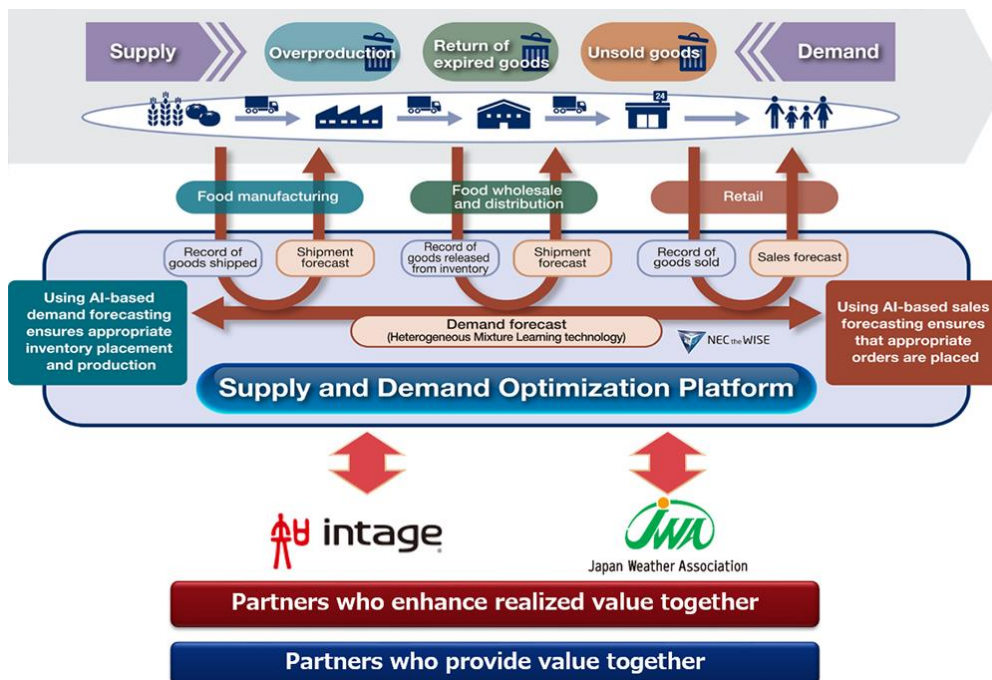 Supply
Overproduction
Return of
expired goods
Unsold goods
Demand
24
Food manufacturing
Food wholesale
and distribution
Retail
Record of
goods shipped
Shipment
forecast
Record of
goods released
from inventory
Shipment
forecast
Record of
goods sold
Sales forecast
Using AI-based
demand forecasting
ensures appropriate
inventory placement
and production
Demand forecast
(Heterogeneous Mixture Learning technology)
NEC the WISE
Using AI-based sales
forecasting ensures
that appropriate
orders are placed
Supply and Demand Optimization Platform
intage
JWA
Japan Weather Association
Partners who enhance realized value together
Partners who provide value together